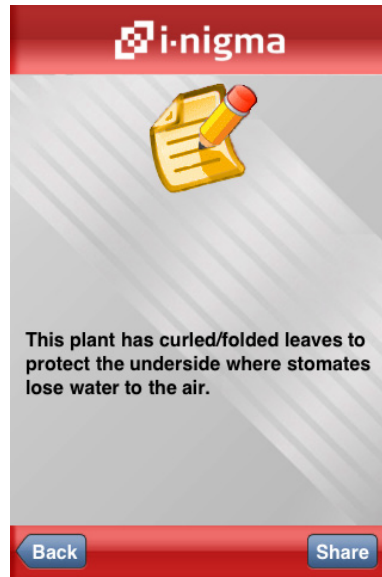 i-nigma
This plant has curled/folded leaves to
protect the underside where stomates
lose water to the air.
Back
Share